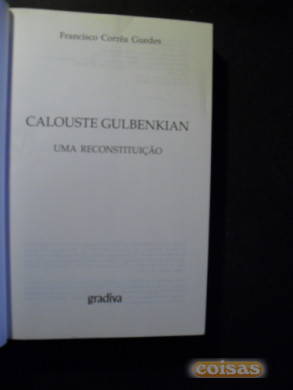 Francisco Corrêa Guedes
CALOUSTE GULBENKIAN
UMA RECONSTITUIÇÃO
gradiva
coisas